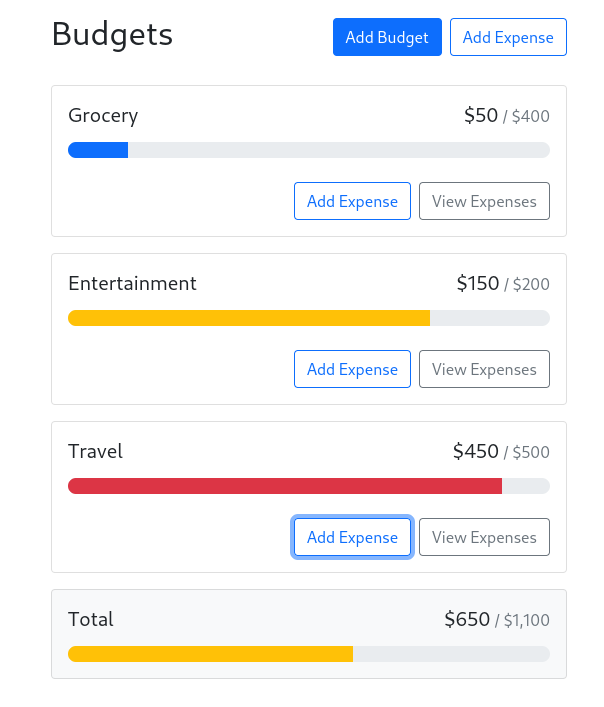 Budgets Add Budget Add Expense
Grocery $50 / $400
Add Expense View Expenses
Entertainment $150 / $200
Add Expense View Expenses
Travel $450 / $500
Add Expense View Expenses
Total $650 / $1,100